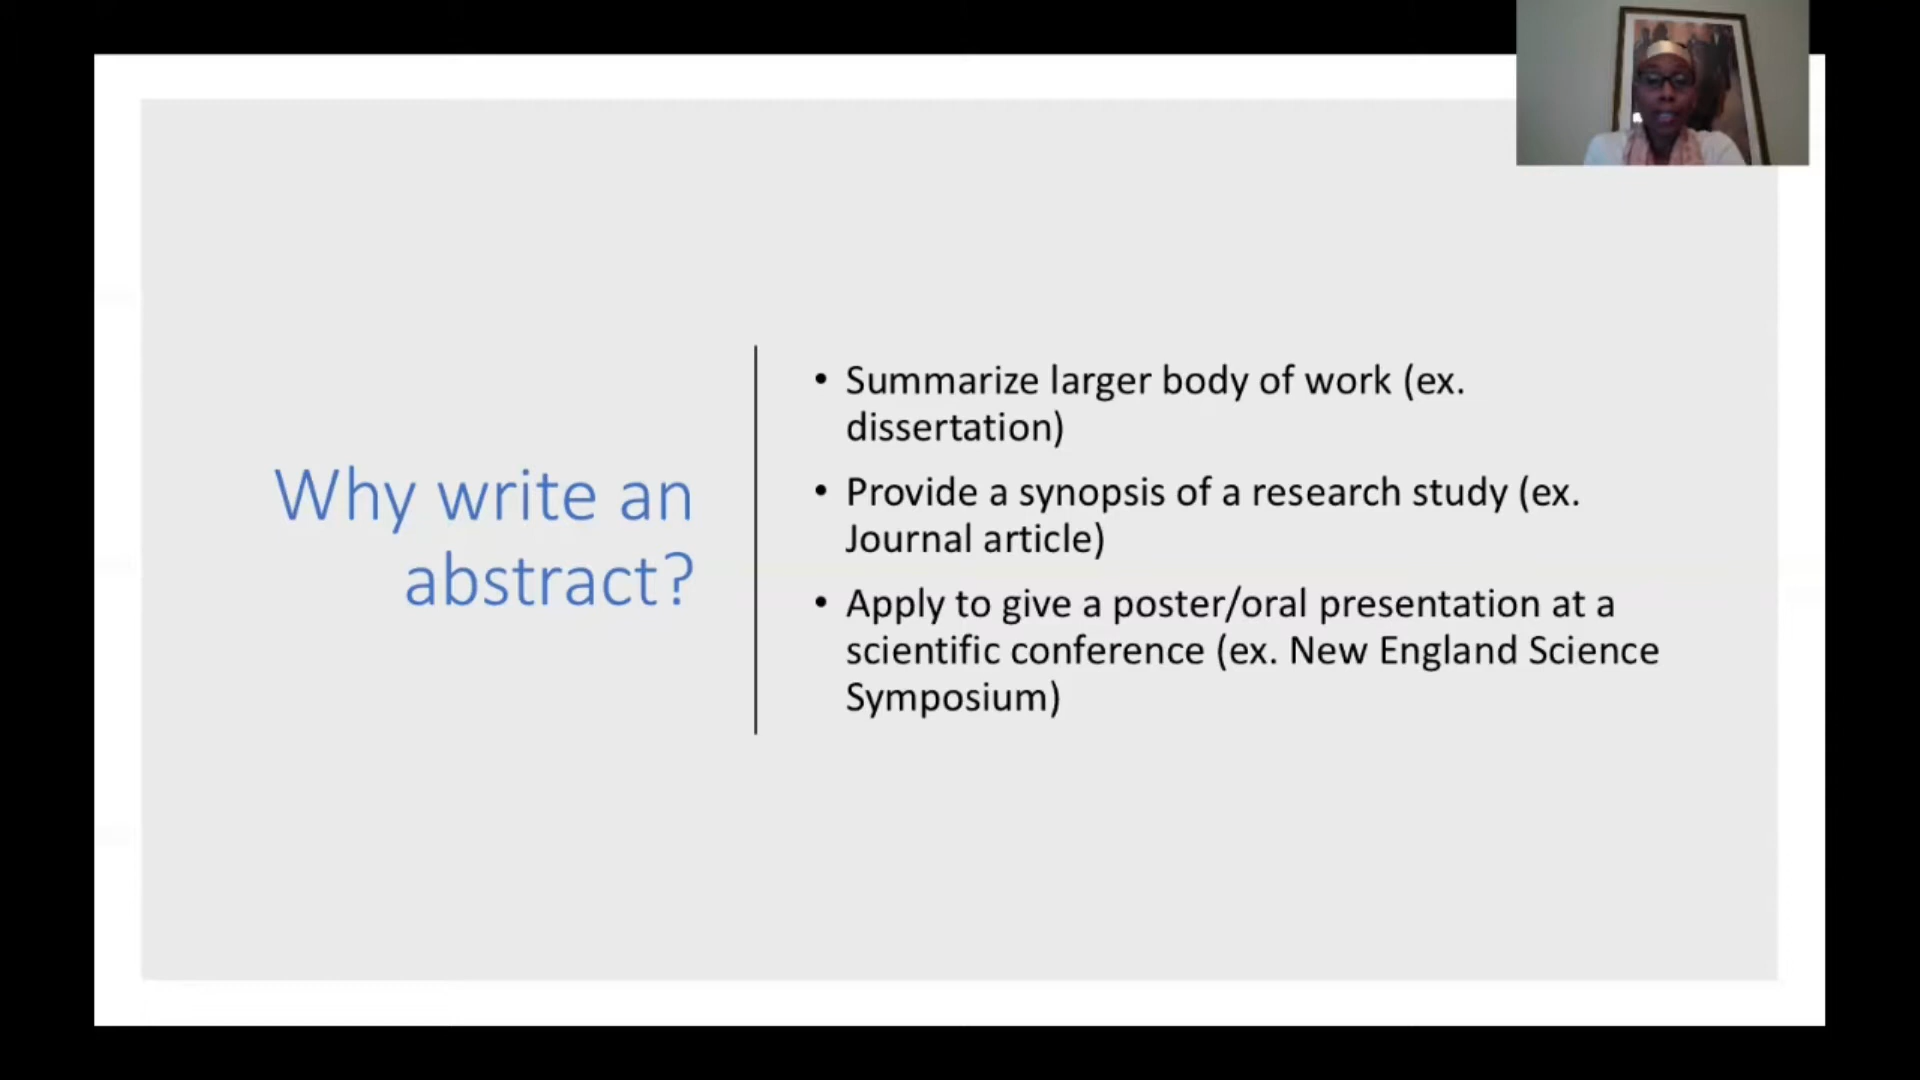 Why write an
abstract?
• Summarize larger body of work (ex.
dissertation)
• Provide a synopsis of a research study (ex.
Journal article)
• Apply to give a poster/oral presentation at a
scientific conference (ex. New England Science
Symposium)